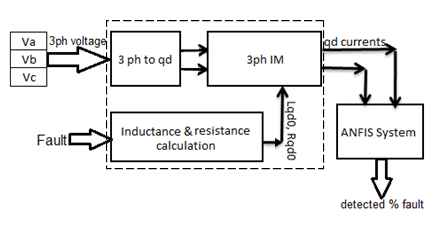 Va
3ph voltage
Vb
Vc
3 ph to qd
3ph IM
qd currents
Fault
Inductance & resistance
calculation
Lqd0, Rqd0
ANFIS System
detected % fault